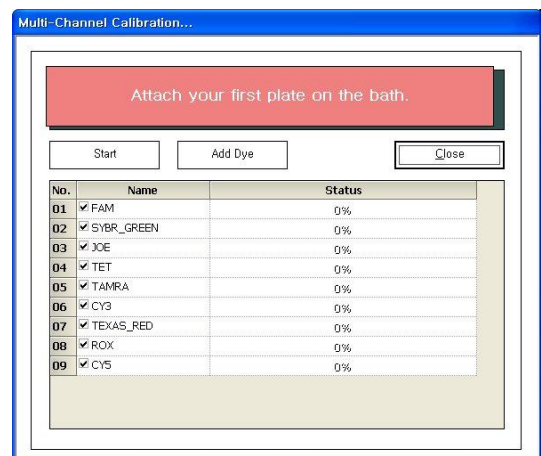 Multi-Channel Calibration...
Attach your first plate on the bath.
Start Add Dye Close
No. Name Status
01 FAM 0%
02 SYBR_GREEN 0%
03 JOE 0%
04 TET 0%
05 TAMRA 0%
06 CY3 0%
07 TEXAS_RED 0%
08 ROX 0%
09 CY5 0%